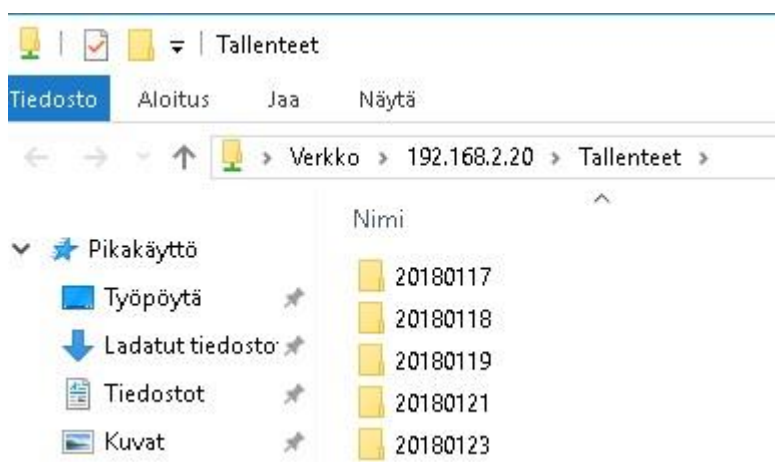 Tallenteet
Tiedosto Aloitus Jaa Näytä
Verkko 192.168.2.20 Tallenteet
Nimi
Pikakäyttö
Työpöytä
Ladatut tiedosto
Tiedostot
Kuvat
20180117
20180118
20180119
20180121
20180123